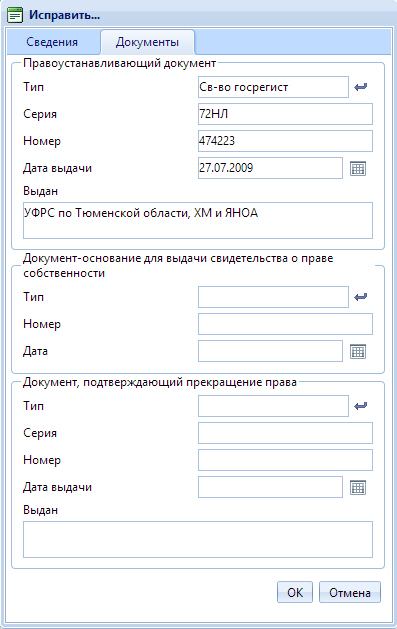 Исправить...
Сведения
Документы
Правоустанавливающий документ
Тип
Св-во госрегист
Серия
72НЛ
Номер
474223
Дата выдачи
27.07.2009
Выдан
УФРС по Тюменской области, ХМ и ЯНОА
Документ-основание для выдачи свидетельства о праве
собственности
Тип
Номер
Дата
Документ, подтверждающий прекращение права
Тип
Серия
Номер
Дата выдачи
Выдан
ОК
Отмена